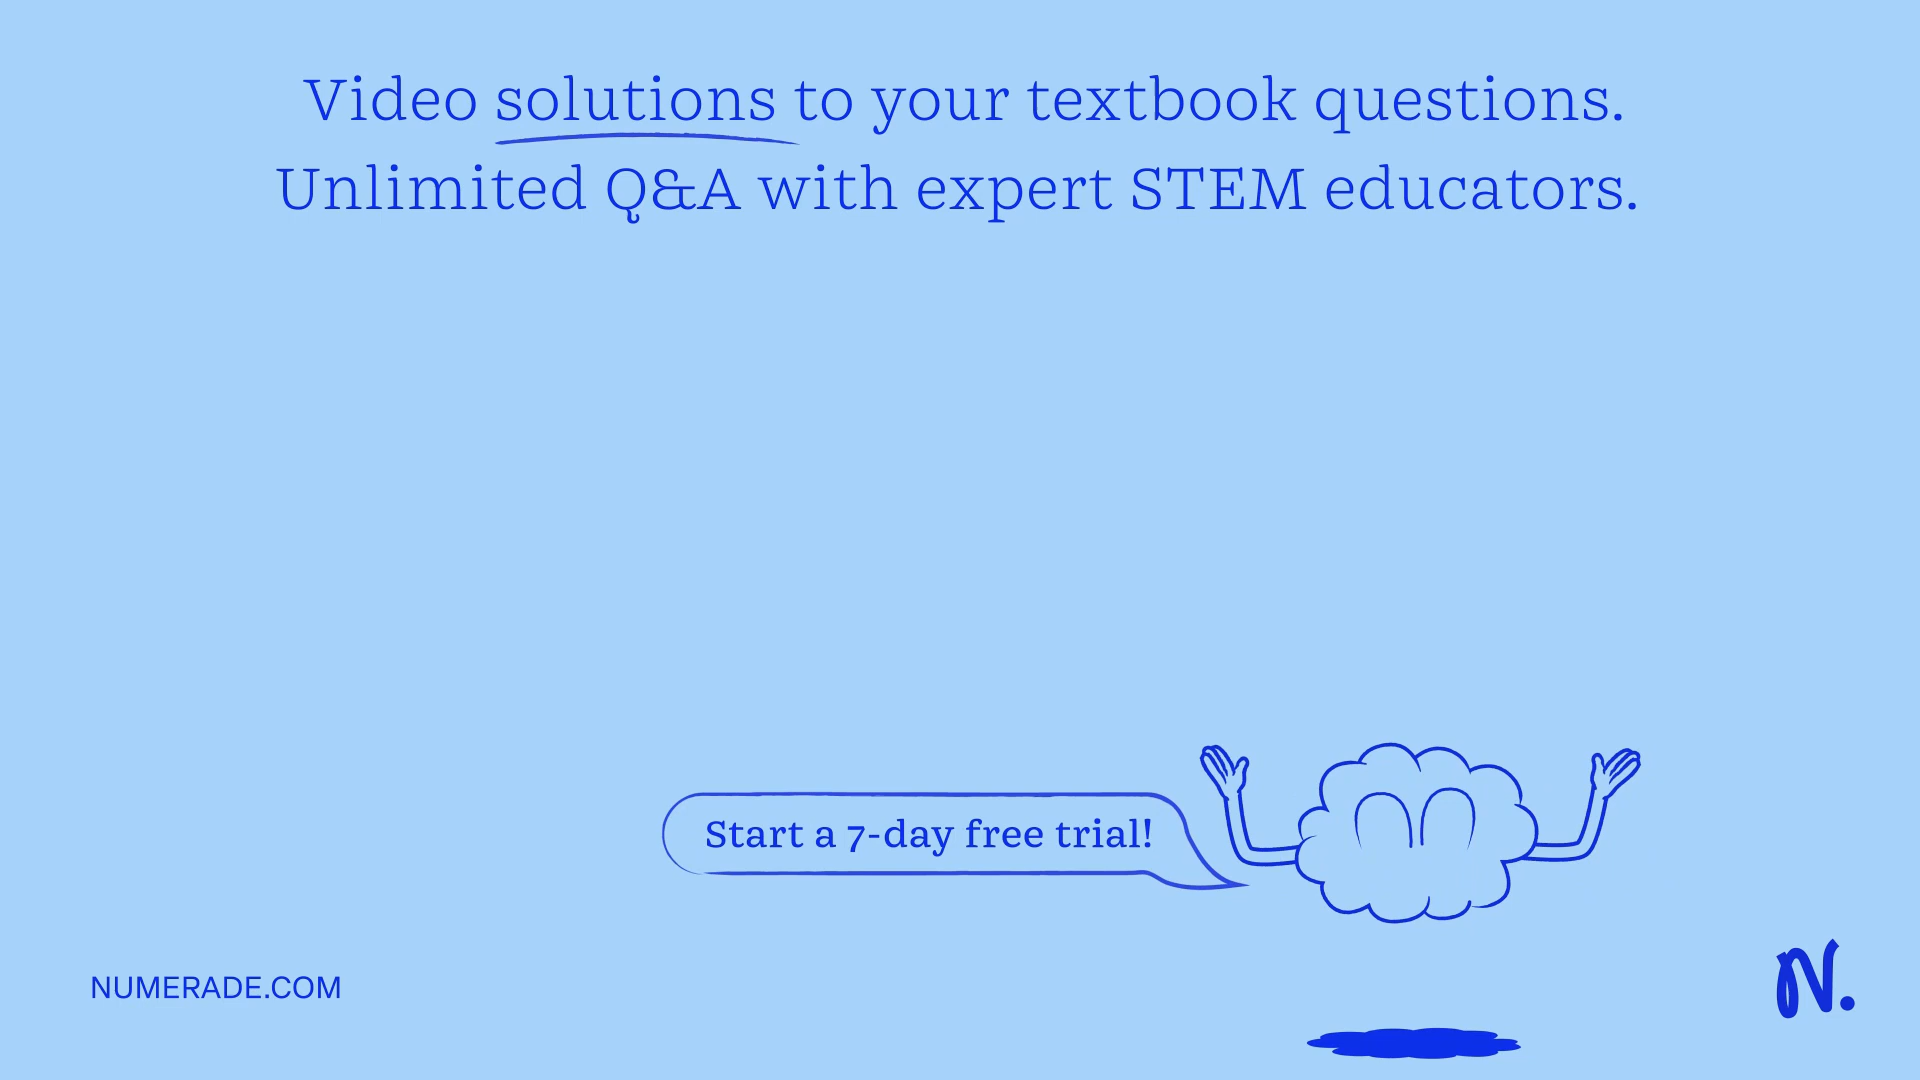 Video solutions to your textbook questions.
Unlimited Q&A with expert STEM educators.
Start a 7-day free trial!
NUMERADE.COM
N.